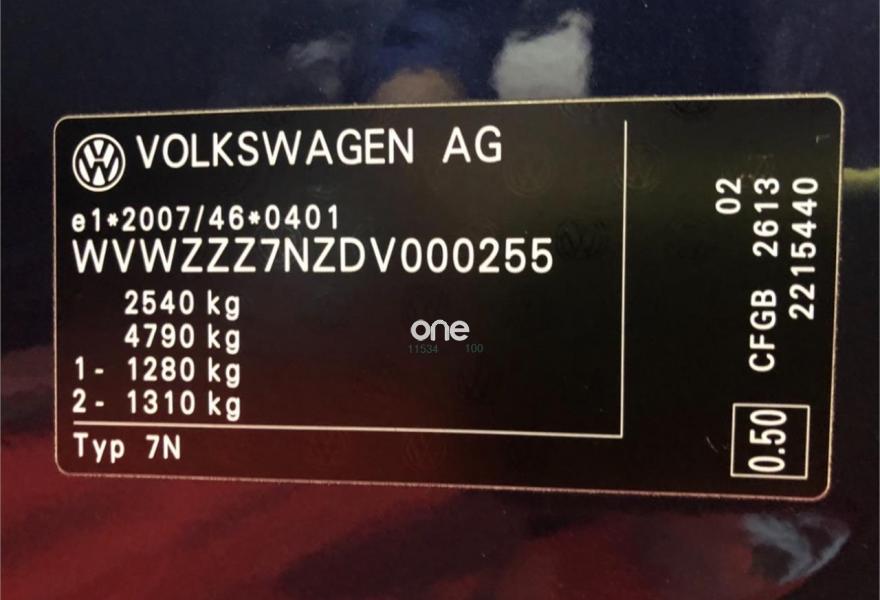 VOLKSWAGEN AG
e1*2007/46*0401
WVWZZZ7NZDV000255
2540 kg
4790 kg
1- 1280 kg
2- 1310 kg
Typ 7N
02
CFGB 2613
2215440
0.50
one
11534 100